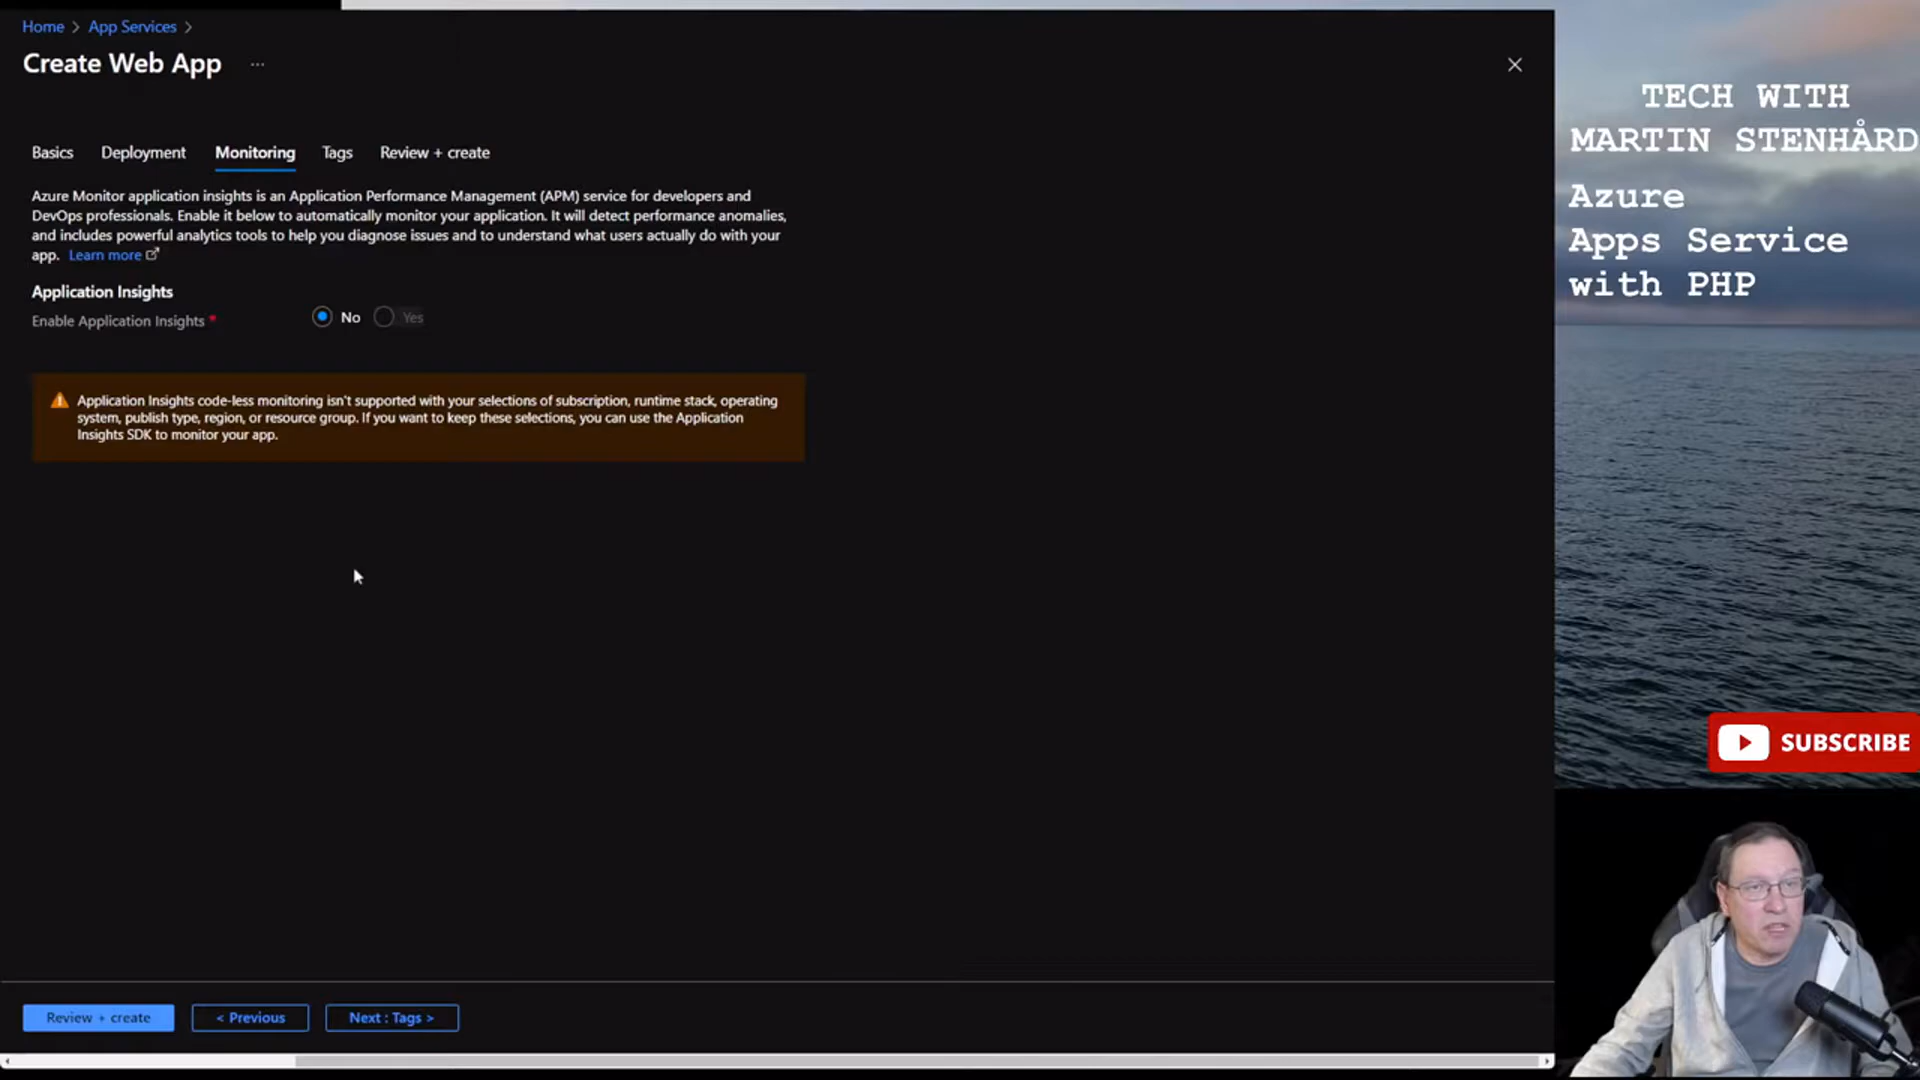 Home > App Services >
Create Web App ...
Basics Deployment Monitoring Tags Review + create
Azure Monitor application insights is an Application Performance Management (APM) service for developers and
DevOps professionals. Enable it below to automatically monitor your application. It will detect performance anomalies,
and includes powerful analytics tools to help you diagnose issues and to understand what users actually do with your
app. Learn more
Application Insights
Enable Application Insights *
No Yes
Application Insights code-less monitoring isn't supported with your selections of subscription, runtime stack, operating
system, publish type, region, or resource group. If you want to keep these selections, you can use the Application
Insights SDK to monitor your app.
Review + create < Previous Next : Tags >
TECH WITH
MARTIN STENHÅRD
Azure
Apps Service
with PHP
SUBSCRIBE